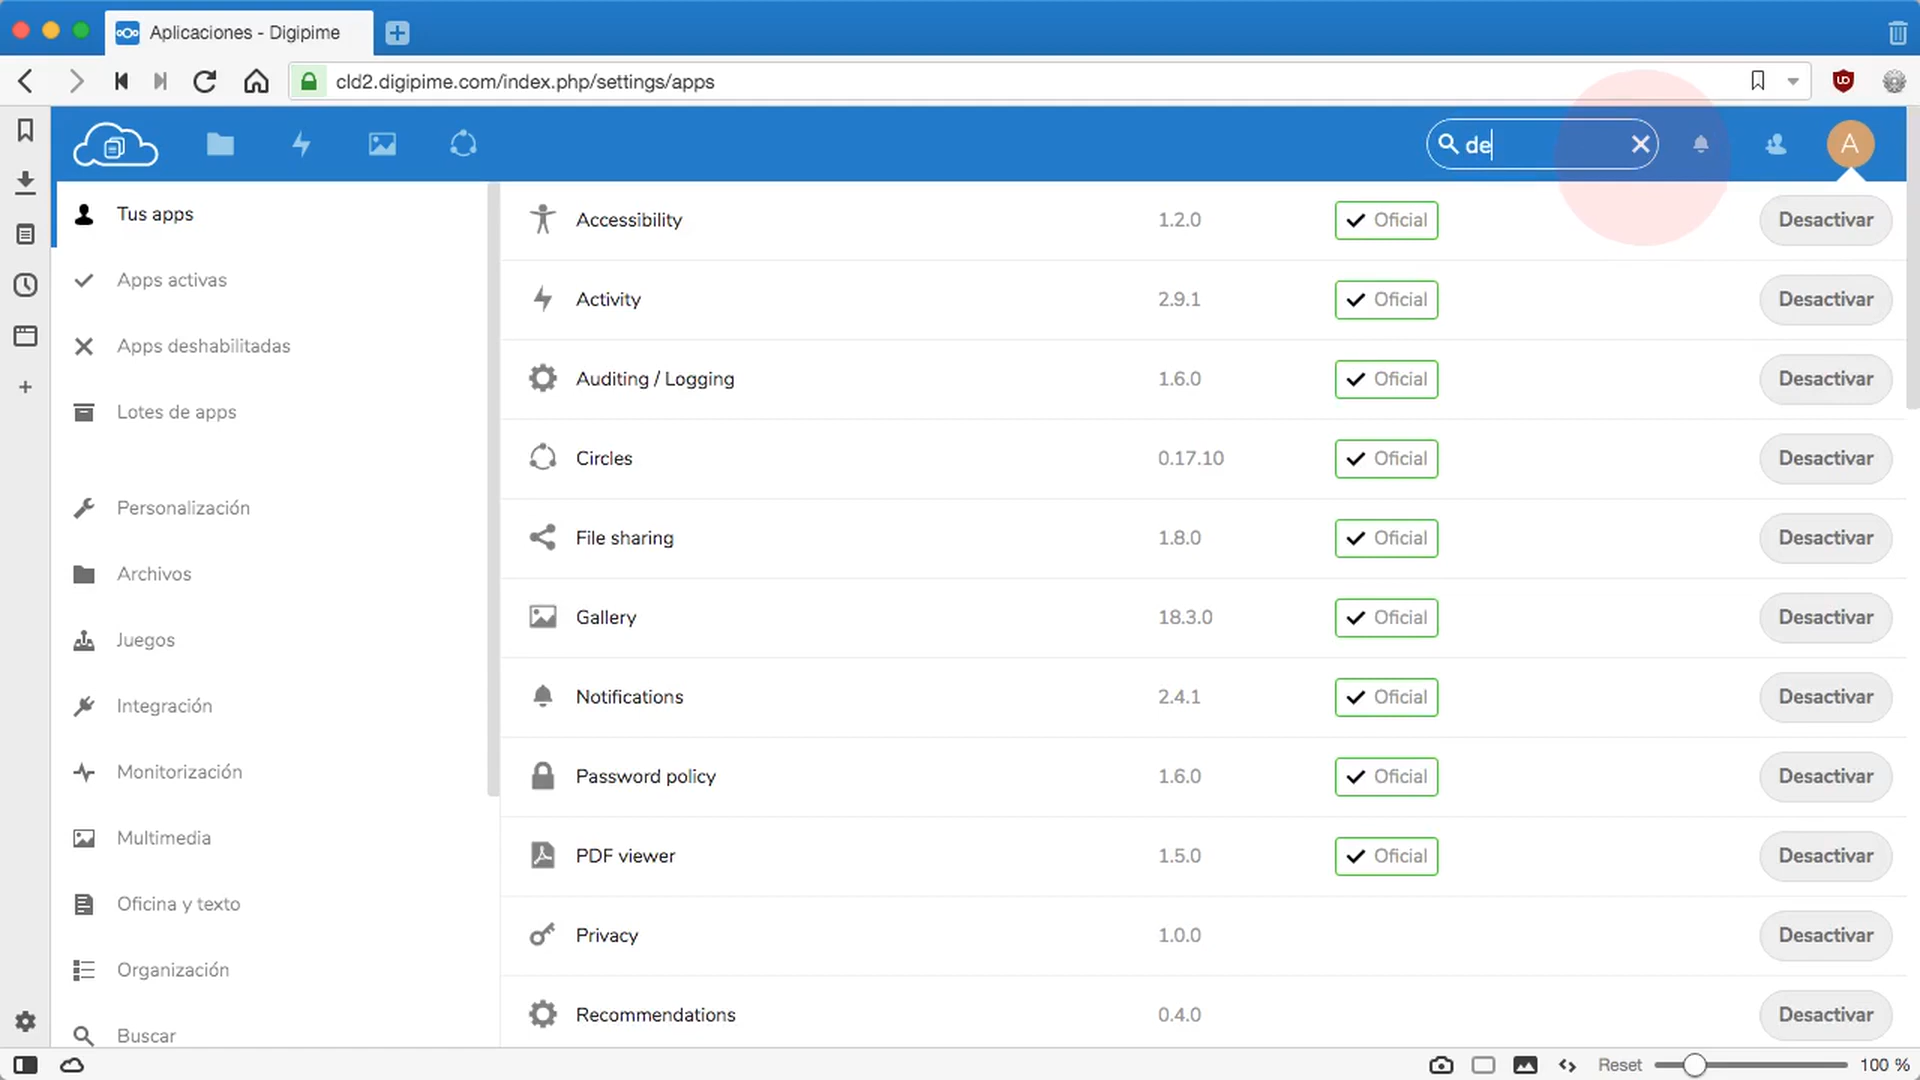 Aplicaciones - Digipime
cld2.digipime.com/index.php/settings/apps
de
A
Tus apps
Apps activas
Apps deshabilitadas
Lotes de apps
Personalización
Archivos
Juegos
Integración
Monitorización
Multimedia
Oficina y texto
Organización
Buscar
Accessibility 1.2.0 Oficial Desactivar
Activity 2.9.1 Oficial Desactivar
Auditing / Logging 1.6.0 Oficial Desactivar
Circles 0.17.10 Oficial Desactivar
File sharing 1.8.0 Oficial Desactivar
Gallery 18.3.0 Oficial Desactivar
Notifications 2.4.1 Oficial Desactivar
Password policy 1.6.0 Oficial Desactivar
PDF viewer 1.5.0 Oficial Desactivar
Privacy 1.0.0 Desactivar
Recommendations 0.4.0 Desactivar
Reset 100 %